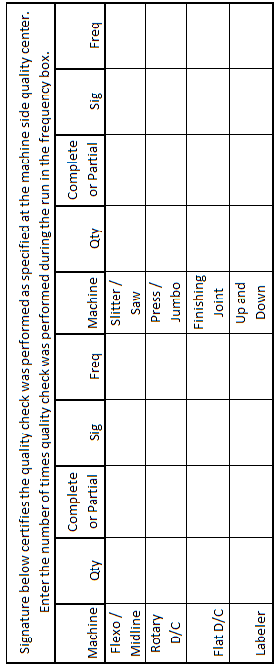 Signature below certifies the quality check was performed as specified at the machine side quality center.
Enter the number of times quality check was performed during the run in the frequency box.
Machine Qty Complete or Partial Sig Freq Machine Qty Complete or Partial Sig Freq
Flexo / Midline Slitter / Saw
Rotary D/C Press / Jumbo
Flat D/C Finishing Joint
Labeler Up and Down